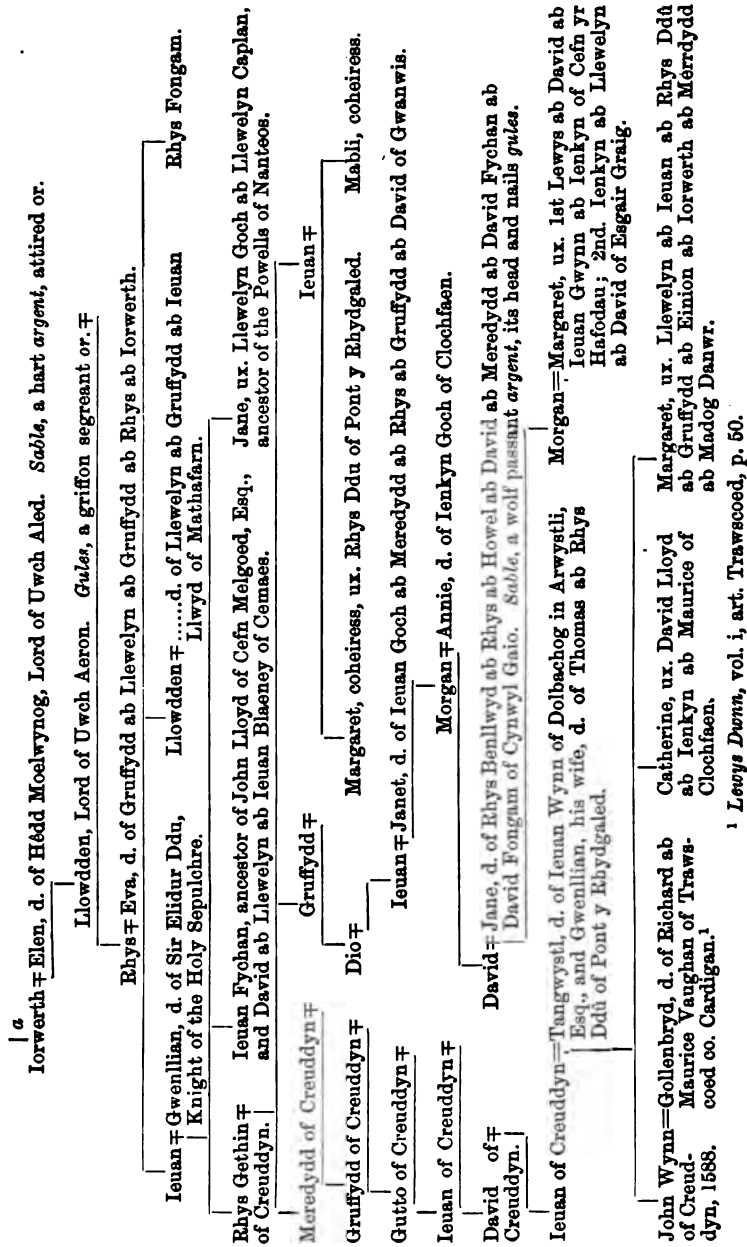 | a
Iorwerth ∓ Elen, d. of Hêdd Moelwynog, Lord of Uwch Aled. Sable, a hart argent, attired or.
Llowdden, Lord of Uwch Aeron. Gules, a griffon segreant or. ∓
Rhys ∓ Eva, d. of Gruffydd ab Llewelyn ab Gruffydd ab Rhys ab Iorwerth.
Ieuan ∓ Gwenllian, d. of Sir Elidur Ddu, Llowdden ∓ ......d. of Llewelyn ab Gruffydd ab Ieuan Rhys Fongam.
Knight of the Holy Sepulchre. Llwyd of Mathafarn.
Rhys Gethin ∓ Ieuan Fychan, ancestor of John Lloyd of Cefn Melgoed, Esq., Jane, ux. Llewelyn Goch ab Llewelyn Caplan,
of Creuddyn. and David ab Llewelyn ab Ieuan Blaeney of Cemaes. ancestor of the Powells of Nanteos.
Meredydd of Creuddyn ∓ Gruffydd ∓ Ieuan ∓
Gruffydd of Creuddyn ∓ Dio ∓ Margaret, coheiress, ux. Rhys Ddu of Pont y Rhydgaled. Mabli, coheiress.
Gutto of Creuddyn ∓ Ieuan ∓ Janet, d. of Ieuan Goch ab Meredydd ab Rhys ab Gruffydd ab David of Gwanwis.
Ieuan of Creuddyn ∓ Morgan ∓ Annie, d. of Ienkyn Goch of Clochfaen.
David of ∓ David ∓ Jane, d. of Rhys Benllwyd ab Rhys ab Howel ab David ab Meredydd ab David Fychan ab
Creuddyn. David Fongam of Cynwyl Gaio. Sable, a wolf passant argent, its head and nails gules.
Ieuan of Creuddyn = Tangwystl, d. of Ieuan Wynn of Dolbachog in Arwystli, Morgan = Margaret, ux. 1st Lewys ab David ab
Esq., and Gwenllian, his wife, d. of Thomas ab Rhys Ieuan Gwynn ab Ienkyn of Cefn yr
Ddû of Pont y Rhydgaled. Hafodau; 2nd. Ienkyn ab Llewelyn
ab David of Esgair Graig.
John Wynn = Gollenbryd, d. of Richard ab Catherine, ux. David Lloyd Margaret, ux. Llewelyn ab Ieuan ab Rhys Ddû
of Creud- Maurice Vaughan of Traws- ab Ienkyn ab Maurice of ab Gruffydd ab Einion ab Iorwerth ab Merrdydd
dyn, 1588. coed co. Cardigan.¹ Clochfaen. ab Madog Danwr.
¹ Lewys Dwnn, vol. i, art. Trawscoed, p. 50.